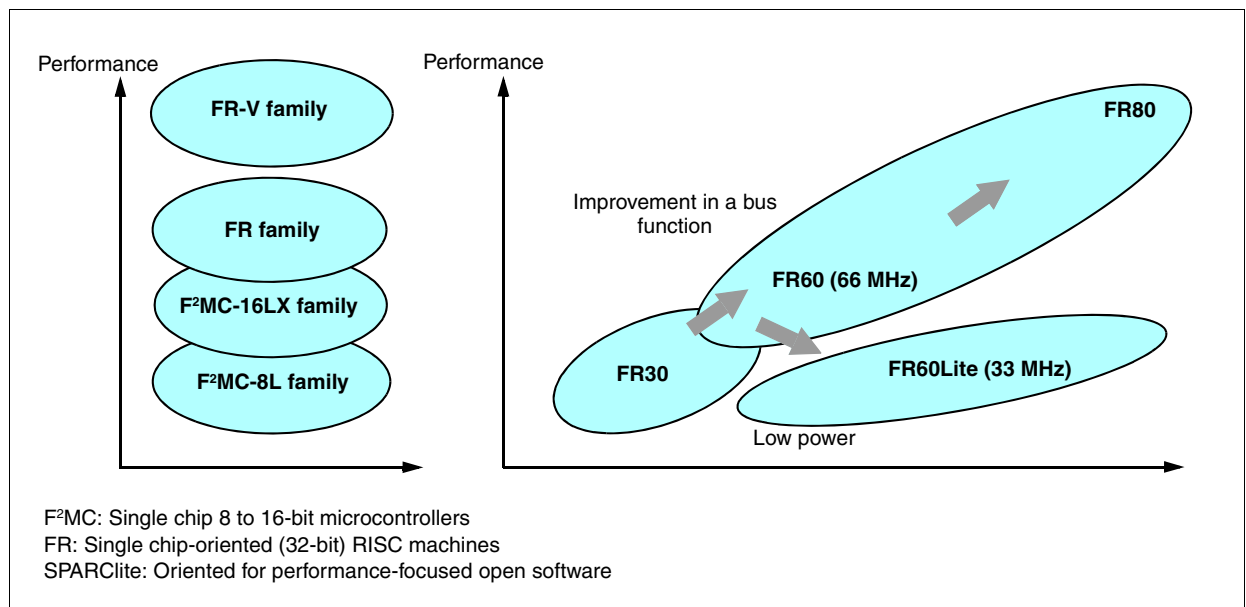 Performance
FR-V family
FR family
F²MC-16LX family
F²MC-8L family
Performance
FR80
Improvement in a bus
function
FR60 (66 MHz)
FR30
FR60Lite (33 MHz)
Low power
F²MC: Single chip 8 to 16-bit microcontrollers
FR: Single chip-oriented (32-bit) RISC machines
SPARClite: Oriented for performance-focused open software